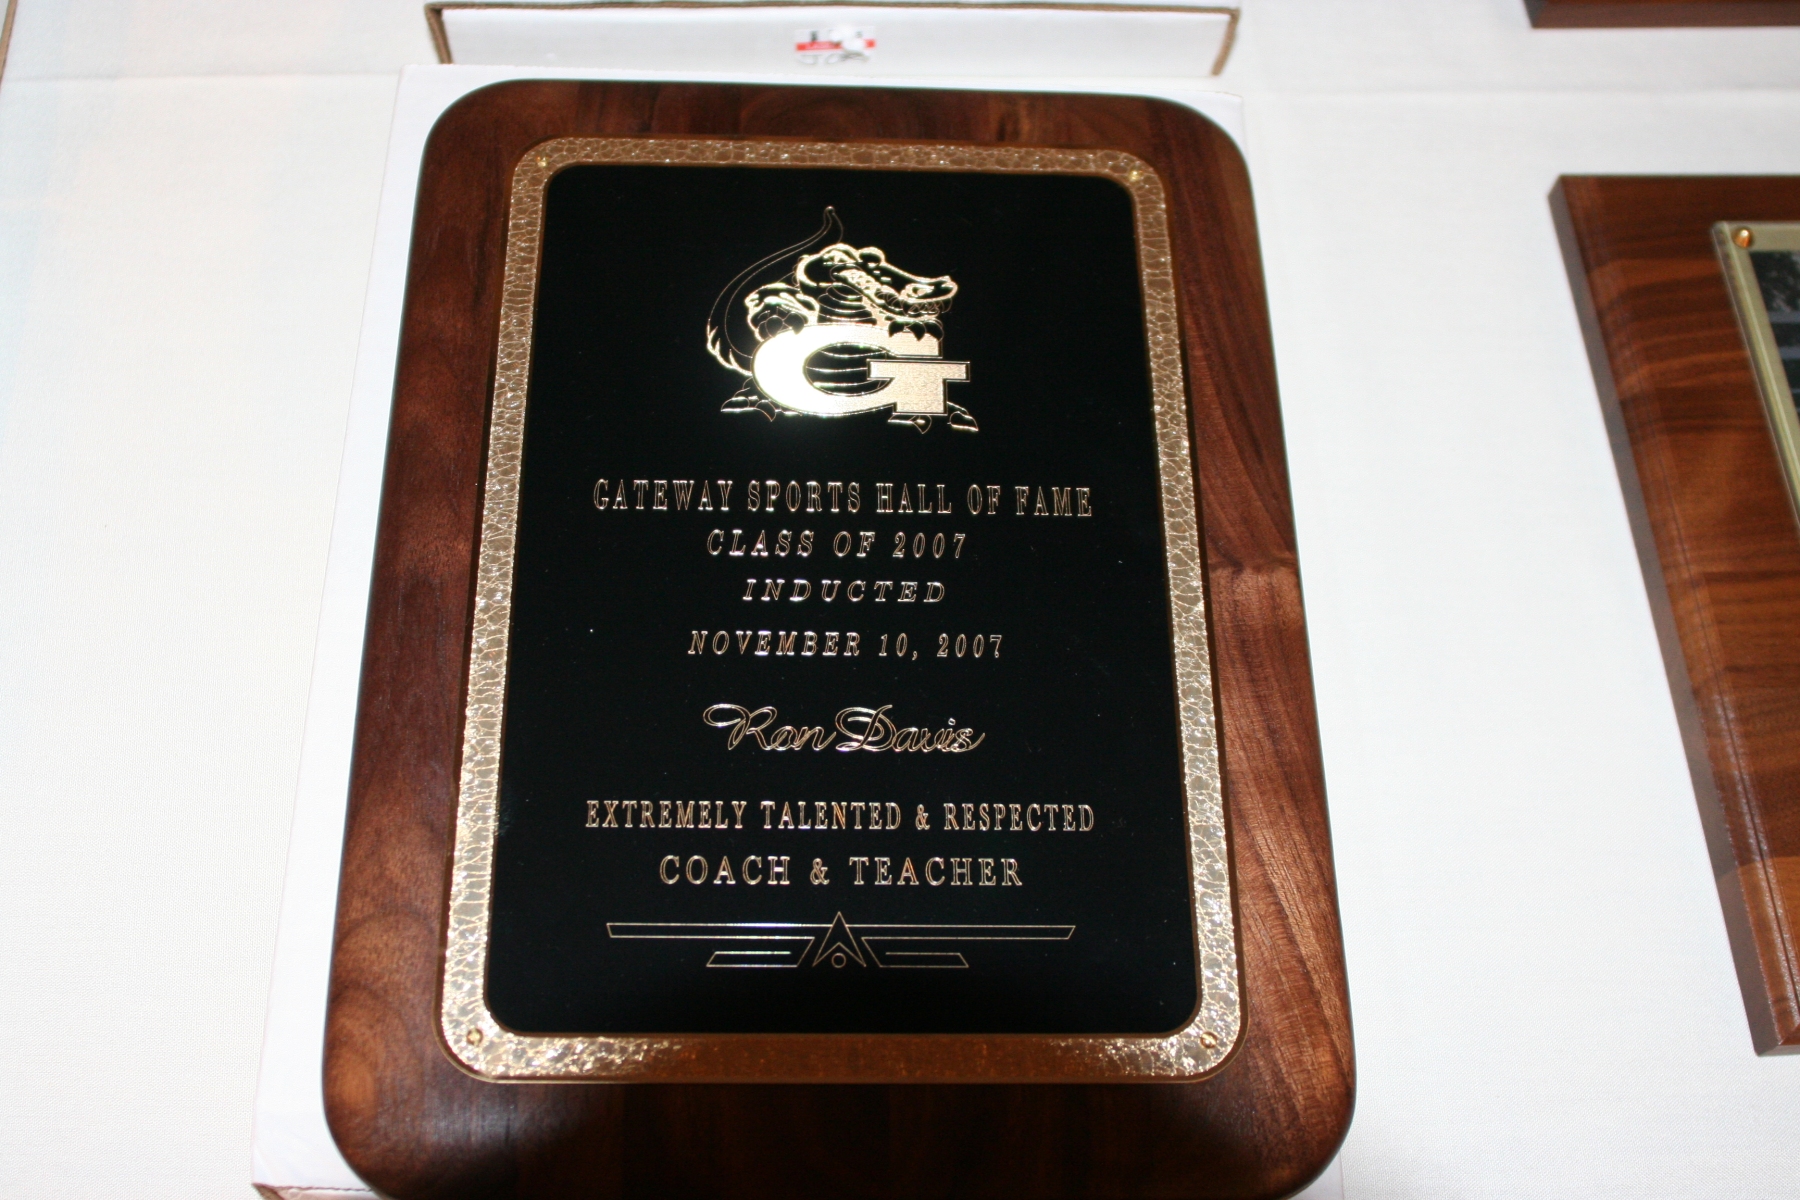 G
GATEWAY SPORTS HALL OF FAME
CLASS OF 2007
INDUCTED
NOVEMBER 10, 2007
Ron Davis
EXTREMELY TALENTED & RESPECTED
COACH & TEACHER